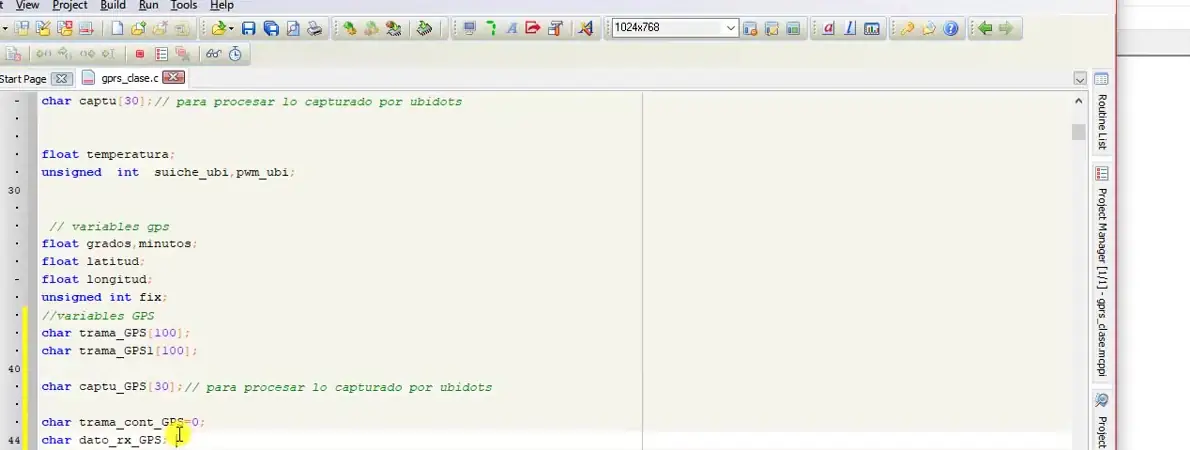 View Project Build Run Tools Help
1024x768
Start Page gprs_clase.c
char captu[30];// para procesar lo capturado por ubidots
float temperatura;
unsigned int suiche_ubi,pwm_ubi;
30
// variables gps
float grados,minutos;
float latitud;
float longitud;
unsigned int fix;
//variables GPS
char trama_GPS[100];
char trama_GPS1[100];
40
char captu_GPS[30];// para procesar lo capturado por ubidots
char trama_cont_GPS=0;
44 char dato_rx_GPS;
Routine List
Project Manager [1/1] - gprs_clase.mcppi
Project